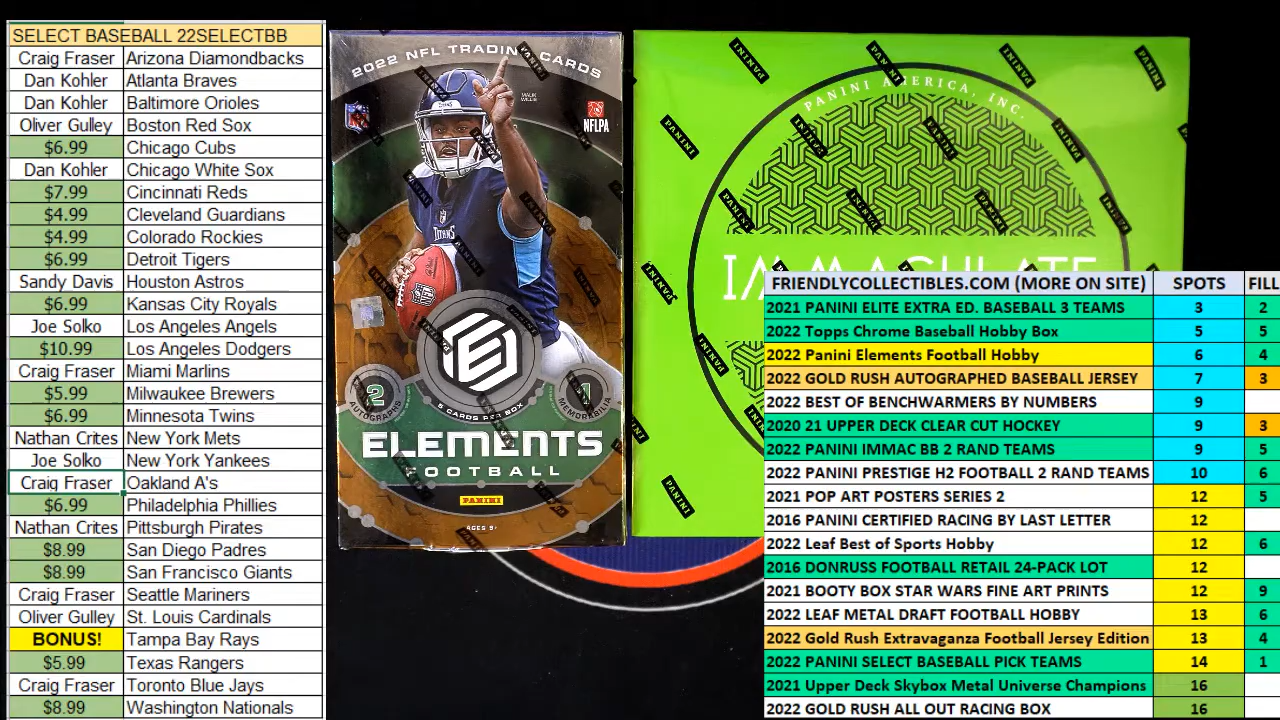 SELECT BASEBALL 22SELECTBB
Craig Fraser Arizona Diamondbacks
Dan Kohler Atlanta Braves
Dan Kohler Baltimore Orioles
Oliver Gulley Boston Red Sox
$6.99 Chicago Cubs
Dan Kohler Chicago White Sox
$7.99 Cincinnati Reds
$4.99 Cleveland Guardians
$4.99 Colorado Rockies
$6.99 Detroit Tigers
Sandy Davis Houston Astros
$6.99 Kansas City Royals
Joe Solko Los Angeles Angels
$10.99 Los Angeles Dodgers
Craig Fraser Miami Marlins
$5.99 Milwaukee Brewers
$6.99 Minnesota Twins
Nathan Crites New York Mets
Joe Solko New York Yankees
Craig Fraser Oakland A's
$6.99 Philadelphia Phillies
Nathan Crites Pittsburgh Pirates
$8.99 San Diego Padres
$8.99 San Francisco Giants
Craig Fraser Seattle Mariners
Oliver Gulley St. Louis Cardinals
BONUS! Tampa Bay Rays
$5.99 Texas Rangers
Craig Fraser Toronto Blue Jays
$8.99 Washington Nationals
2022 NFL TRADING CARDS
MALIK
WILLIS
NFL
NFLPA
TITANS
2
AUTOGRAPHS
5 CARDS PER BOX
1
MEMORABILIA
ELEMENTS
FOOTBALL
PANINI
AGES 9+
PANINI AMERICA, INC.
IMMACULATE
PANINI
FRIENDLYCOLLECTIBLES.COM (MORE ON SITE) SPOTS FILL
2021 PANINI ELITE EXTRA ED. BASEBALL 3 TEAMS 3 2
2022 Topps Chrome Baseball Hobby Box 5 5
2022 Panini Elements Football Hobby 6 4
2022 GOLD RUSH AUTOGRAPHED BASEBALL JERSEY 7 3
2022 BEST OF BENCHWARMERS BY NUMBERS 9
2020 21 UPPER DECK CLEAR CUT HOCKEY 9 3
2022 PANINI IMMAC BB 2 RAND TEAMS 9 5
2022 PANINI PRESTIGE H2 FOOTBALL 2 RAND TEAMS 10 6
2021 POP ART POSTERS SERIES 2 12 5
2016 PANINI CERTIFIED RACING BY LAST LETTER 12
2022 Leaf Best of Sports Hobby 12 6
2016 DONRUSS FOOTBALL RETAIL 24-PACK LOT 12
2021 BOOTY BOX STAR WARS FINE ART PRINTS 12 9
2022 LEAF METAL DRAFT FOOTBALL HOBBY 13 6
2022 Gold Rush Extravaganza Football Jersey Edition 13 4
2022 PANINI SELECT BASEBALL PICK TEAMS 14 1
2021 Upper Deck Skybox Metal Universe Champions 16
2022 GOLD RUSH ALL OUT RACING BOX 16